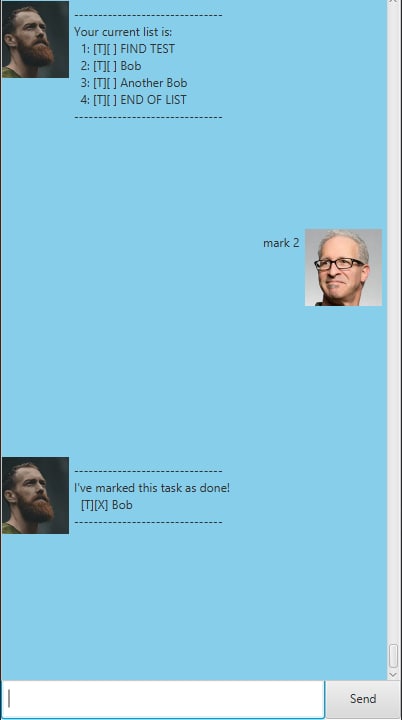 -------------------------------
Your current list is:
1: [T][ ] FIND TEST
2: [T][ ] Bob
3: [T][ ] Another Bob
4: [T][ ] END OF LIST
-------------------------------
mark 2
-------------------------------
I've marked this task as done!
[T][X] Bob
-------------------------------
Send